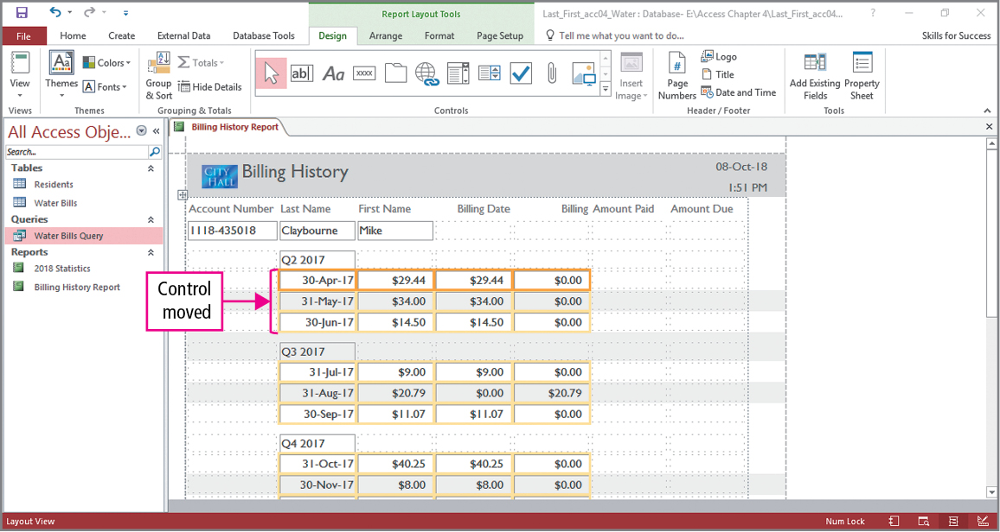 Report Layout Tools
Last_First_acc04_Water : Database- E:\Access Chapter 4\Last_First_acc04...
?
File Home Create External Data Database Tools Design Arrange Format Page Setup Tell me what you want to do... Skills for Success
View
Views
Themes
Colors
Fonts
Themes
Group & Sort
Totals
Hide Details
Grouping & Totals
ab|
Aa
xxxx
Controls
Insert Image
Page Numbers
Logo
Title
Date and Time
Header / Footer
Add Existing Fields
Property Sheet
Tools
All Access Obje...
Search...
Tables
Residents
Water Bills
Queries
Water Bills Query
Reports
2018 Statistics
Billing History Report
Control
moved
Billing History Report
CITY
HALL
Billing History
08-Oct-18
1:51 PM
Account Number Last Name First Name Billing Date Billing Amount Paid Amount Due
1118-435018 Claybourne Mike
Q2 2017
30-Apr-17 $29.44 $29.44 $0.00
31-May-17 $34.00 $34.00 $0.00
30-Jun-17 $14.50 $14.50 $0.00
Q3 2017
31-Jul-17 $9.00 $9.00 $0.00
31-Aug-17 $20.79 $0.00 $20.79
30-Sep-17 $11.07 $11.07 $0.00
Q4 2017
31-Oct-17 $40.25 $40.25 $0.00
30-Nov-17 $8.00 $8.00 $0.00
Layout View
Num Lock